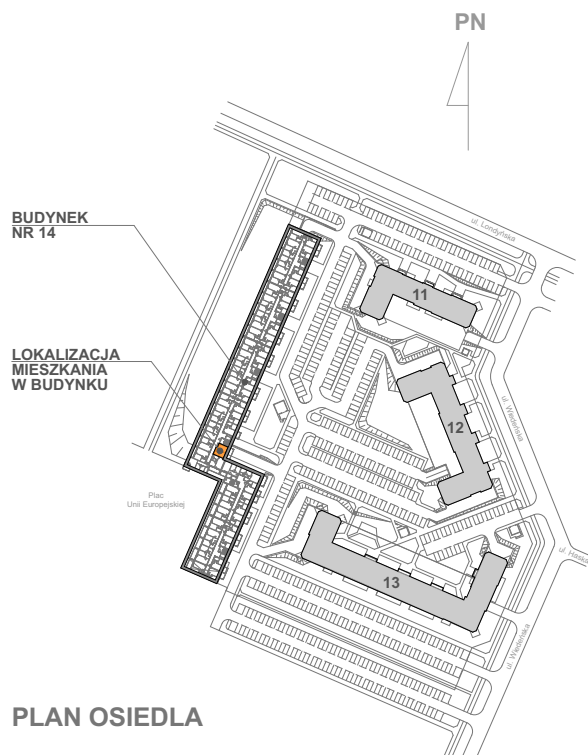 PN
ul. Londyńska
BUDYNEK
NR 14
11
LOKALIZACJA
MIESZKANIA
W BUDYNKU
ul. Wiedeńska
12
Plac
Unii Europejskiej
ul. Haska
13
ul. Wiedeńska
PLAN OSIEDLA